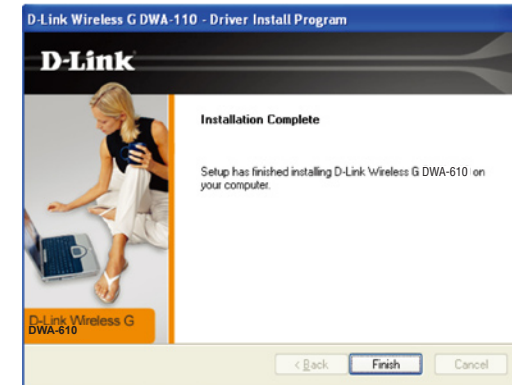 D-Link Wireless G DWA-110 - Driver Install Program
D-Link
Installation Complete
Setup has finished installing D-Link Wireless G DWA-610 on
your computer.
D-Link Wireless G
DWA-610
< Back
Finish
Cancel